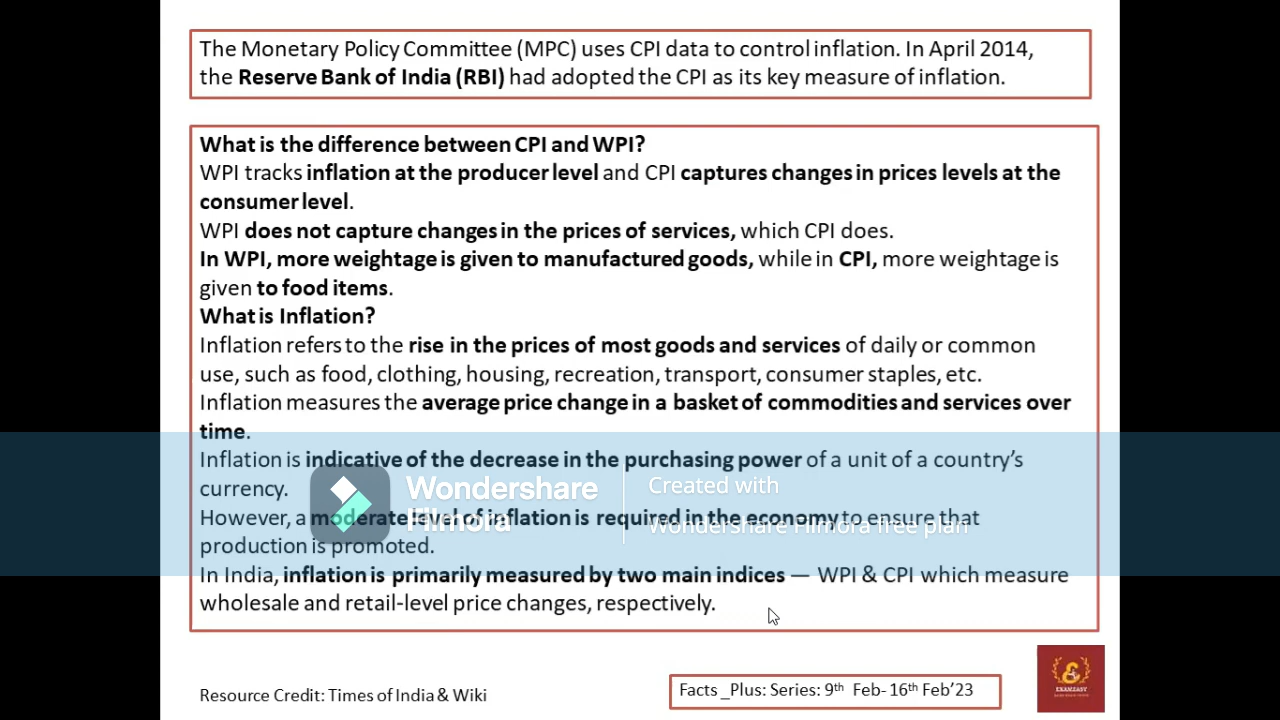 The Monetary Policy Committee (MPC) uses CPI data to control inflation. In April 2014,
the Reserve Bank of India (RBI) had adopted the CPI as its key measure of inflation.
What is the difference between CPI and WPI?
WPI tracks inflation at the producer level and CPI captures changes in prices levels at the
consumer level.
WPI does not capture changes in the prices of services, which CPI does.
In WPI, more weightage is given to manufactured goods, while in CPI, more weightage is
given to food items.
What is Inflation?
Inflation refers to the rise in the prices of most goods and services of daily or common
use, such as food, clothing, housing, recreation, transport, consumer staples, etc.
Inflation measures the average price change in a basket of commodities and services over
time.
Inflation is indicative of the decrease in the purchasing power of a unit of a country's
currency.
However, a moderate level of inflation is required in the economy to ensure that
production is promoted.
In India, inflation is primarily measured by two main indices — WPI & CPI which measure
wholesale and retail-level price changes, respectively.
Wondershare
Filmora
Created with
Wondershare Filmora free plan
Resource Credit: Times of India & Wiki
Facts _Plus: Series: 9th Feb- 16th Feb'23
EXAMEASY